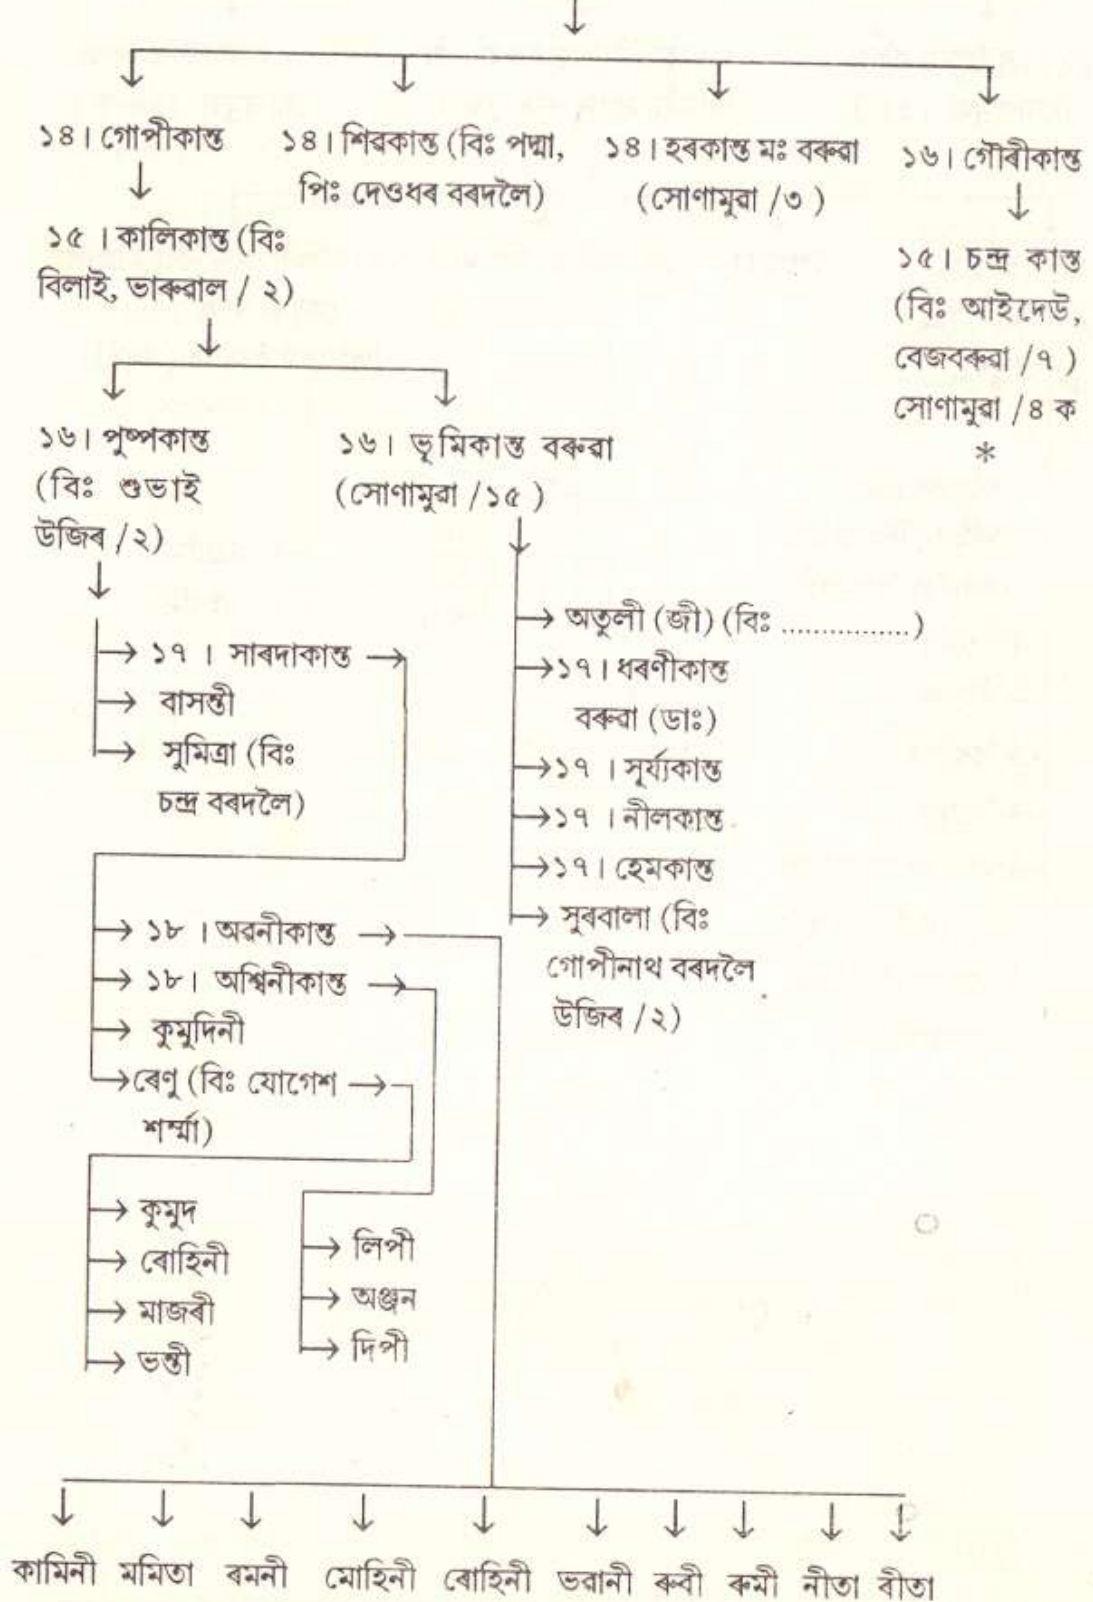 ১৪। গোপীকান্ত
১৪। শিৱকান্ত (বিঃ পদ্মা,
পিঃ দেওধৰ বৰদলৈ)
১৪। হৰকান্ত মঃ বৰুৱা
(সোণামুৱা /৩ )
১৬। গৌৰীকান্ত
১৫ । কালিকান্ত (বিঃ
বিলাই, ভাৰুৱাল / ২)
১৫। চন্দ্ৰ কান্ত
(বিঃ আইদেউ,
বেজবৰুৱা /৭ )
সোণামুৱা /৪ ক
*
১৬। পুষ্পকান্ত
(বিঃ শুভাই
উজিৰ /২)
১৬। ভূমিকান্ত বৰুৱা
(সোণামুৱা /১৫ )
১৭ । সাৰদাকান্ত
বাসন্তী
সুমিত্ৰা (বিঃ
চন্দ্ৰ বৰদলৈ)
অতুলী (জী) (বিঃ ...............)
১৭। ধৰণীকান্ত
বৰুৱা (ডাঃ)
১৭ । সূৰ্য্যকান্ত
১৭ । নীলকান্ত
১৭। হেমকান্ত
সুৰবালা (বিঃ
গোপীনাথ বৰদলৈ
উজিৰ /২)
১৮ । অৱনীকান্ত
১৮। অশ্বিনীকান্ত
কুমুদিনী
ৰেণু (বিঃ যোগেশ
শৰ্ম্মা)
কুমুদ
ৰোহিনী
মাজৰী
ভন্তী
লিপী
অঞ্জন
দিপী
কামিনী মমিতা ৰমনী মোহিনী ৰোহিনী ভৱানী ৰুবী ৰুমী নীতা ৰীতা